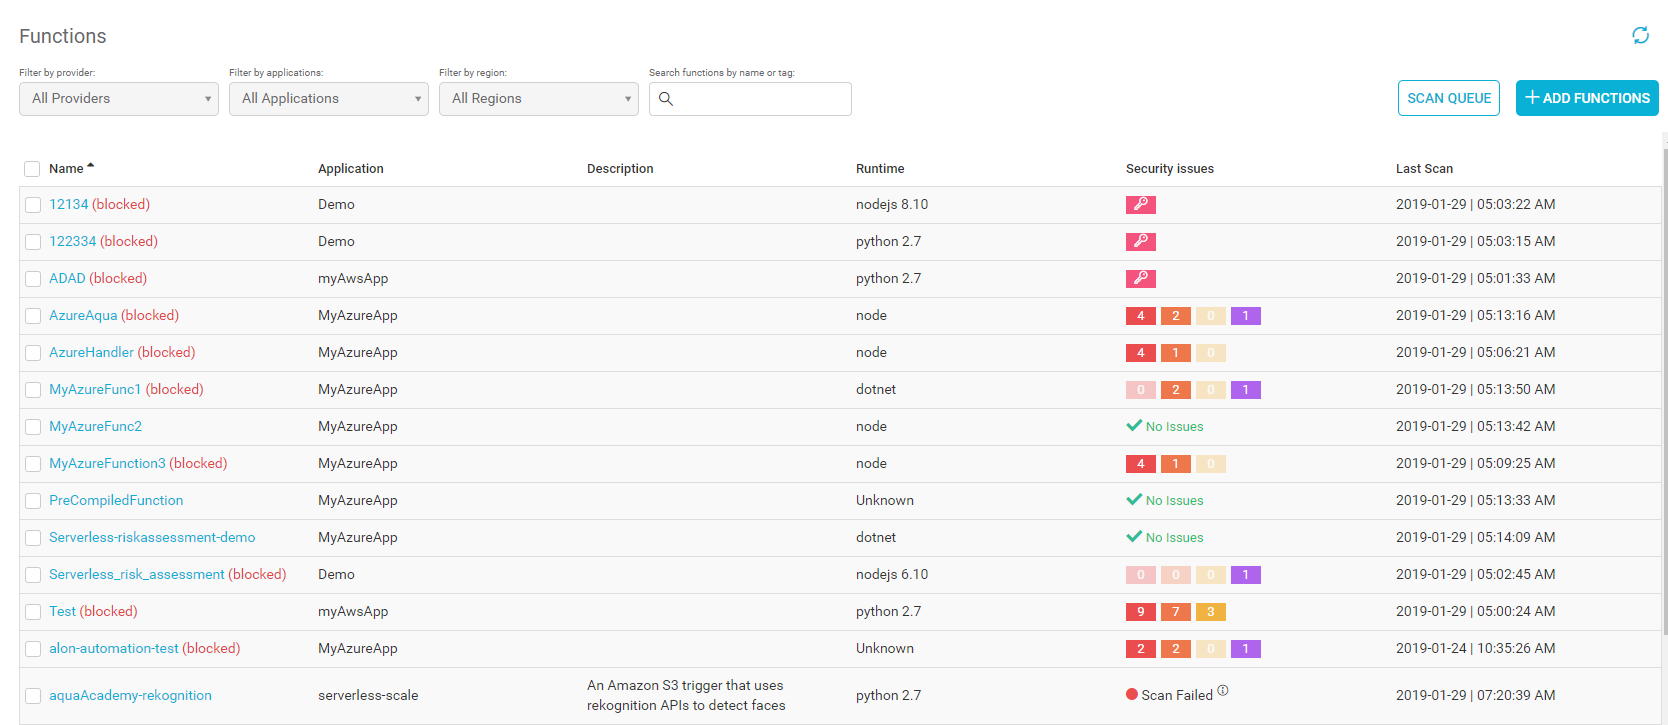 Functions
Filter by provider: Filter by applications: Filter by region: Search functions by name or tag:
All Providers All Applications All Regions SCAN QUEUE + ADD FUNCTIONS
Name Application Description Runtime Security issues Last Scan
12134 (blocked) Demo nodejs 8.10 2019-01-29 | 05:03:22 AM
122334 (blocked) Demo python 2.7 2019-01-29 | 05:03:15 AM
ADAD (blocked) myAwsApp python 2.7 2019-01-29 | 05:01:33 AM
AzureAqua (blocked) MyAzureApp node 4 2 0 1 2019-01-29 | 05:13:16 AM
AzureHandler (blocked) MyAzureApp node 4 1 0 2019-01-29 | 05:06:21 AM
MyAzureFunc1 (blocked) MyAzureApp dotnet 0 2 0 1 2019-01-29 | 05:13:50 AM
MyAzureFunc2 MyAzureApp node No Issues 2019-01-29 | 05:13:42 AM
MyAzureFunction3 (blocked) MyAzureApp node 4 1 0 2019-01-29 | 05:09:25 AM
PreCompiledFunction MyAzureApp Unknown No Issues 2019-01-29 | 05:13:33 AM
Serverless-riskassessment-demo MyAzureApp dotnet No Issues 2019-01-29 | 05:14:09 AM
Serverless_risk_assessment (blocked) Demo nodejs 6.10 0 0 0 1 2019-01-29 | 05:02:45 AM
Test (blocked) myAwsApp python 2.7 9 7 3 2019-01-29 | 05:00:24 AM
alon-automation-test (blocked) MyAzureApp Unknown 2 2 0 1 2019-01-24 | 10:35:26 AM
aquaAcademy-rekognition serverless-scale An Amazon S3 trigger that uses python 2.7 Scan Failed 2019-01-29 | 07:20:39 AM
rekognition APIs to detect faces